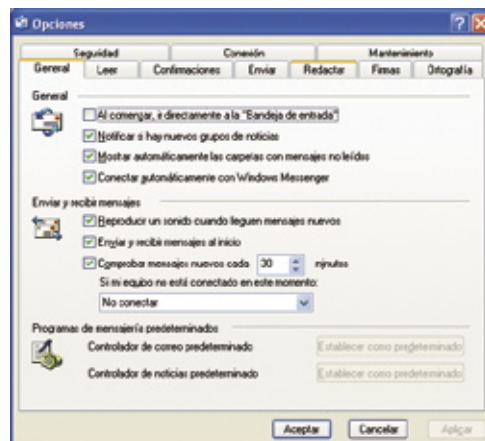 Opciones
Seguridad Conexión Mantenimiento
General Leer Confirmaciones Enviar Redactar Firmas Ortografía
General
Al comenzar, ir directamente a la "Bandeja de entrada"
Notificar si hay nuevos grupos de noticias
Mostrar automáticamente las carpetas con mensajes no leídos
Conectar automáticamente con Windows Messenger
Enviar y recibir mensajes
Reproducir un sonido cuando lleguen mensajes nuevos
Enviar y recibir mensajes al inicio
Comprobar mensajes nuevos cada 30 minutos
Si mi equipo no está conectado en este momento:
No conectar
Programas de mensajería predeterminados
Controlador de correo predeterminado Establecer como predeterminado
Controlador de noticias predeterminado Establecer como predeterminado
Aceptar Cancelar Aplicar